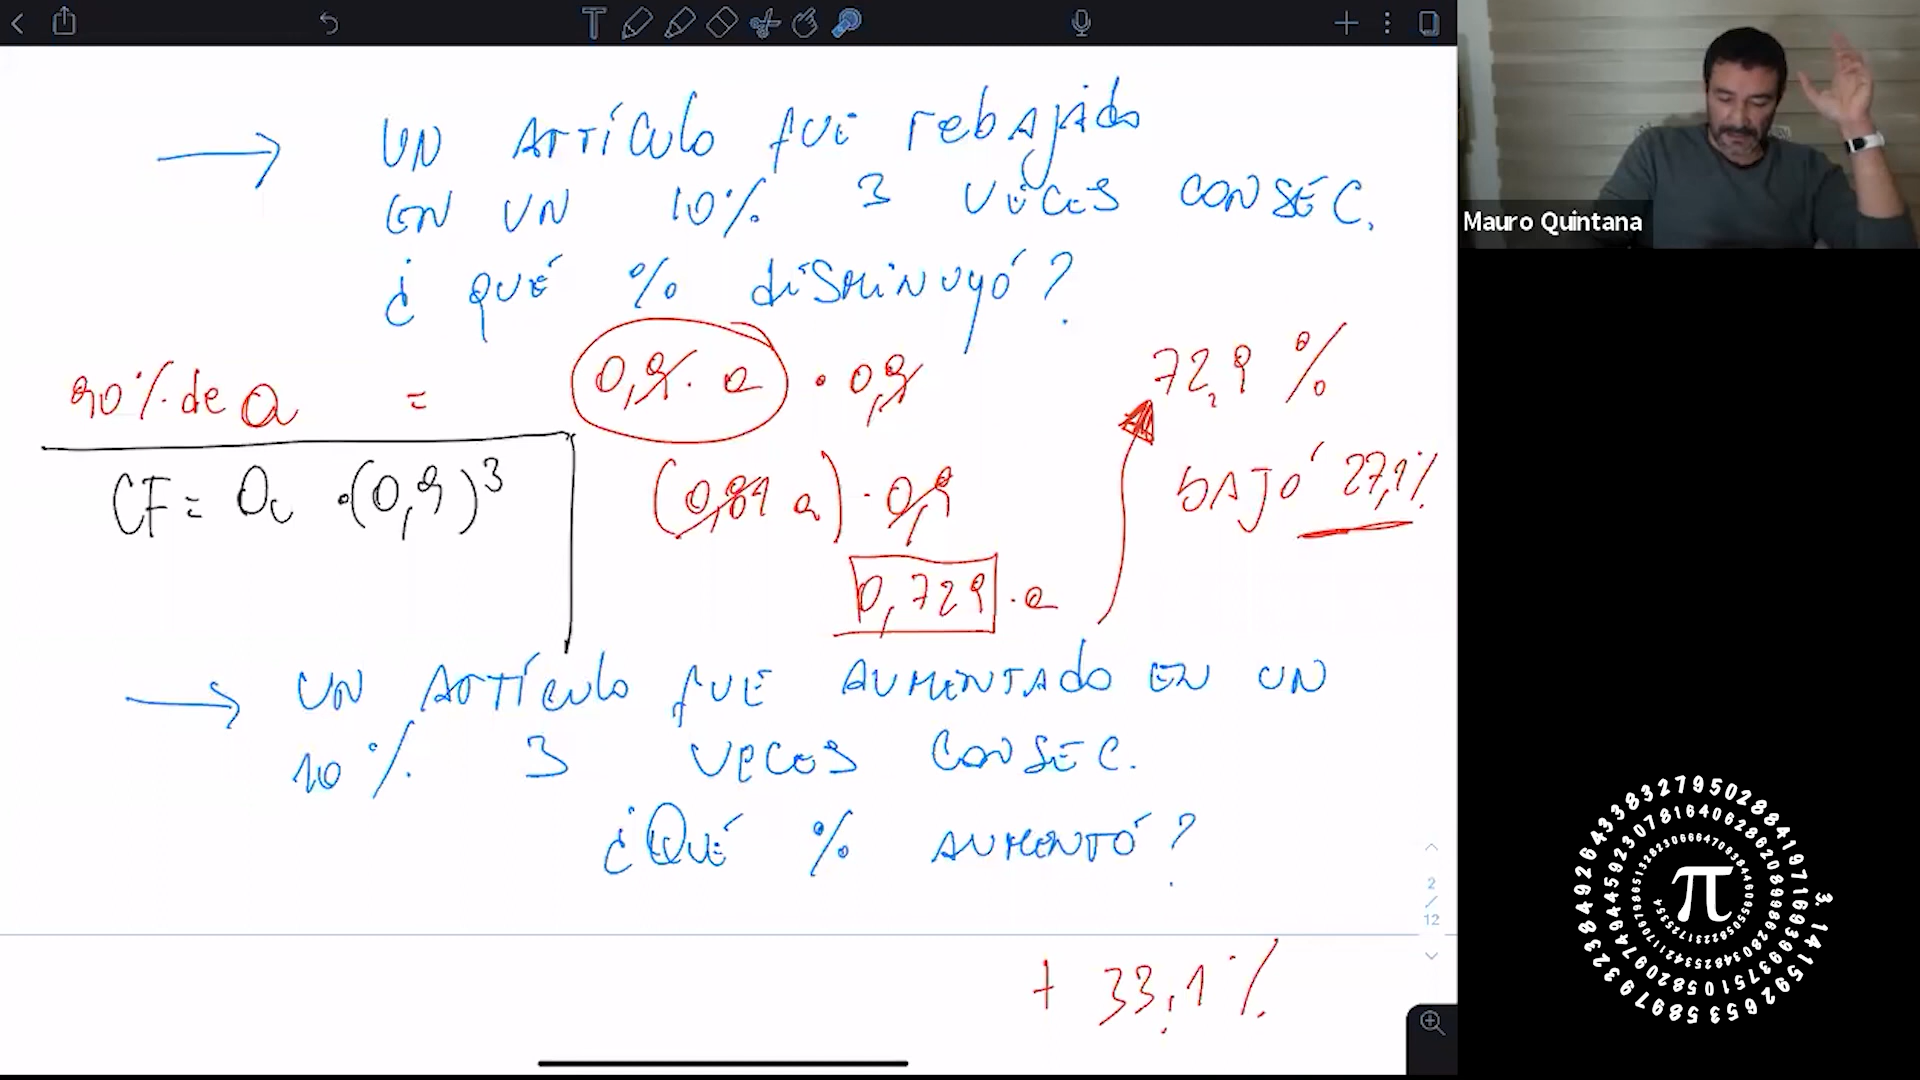 → UN ARTÍCULO FUE rebajado
EN UN 10% 3 VECES CONSEC.
¿QUÉ % DISMINUYÓ?
90% de a = 0,9 · a · 0,9
(0,81 a) · 0,9
0,729 · a
72,9 %
BAJÓ 27,1%
CF = · (0,9)³
→ UN ARTÍCULO FUE AUMENTADO EN UN
10% 3 VECES CONSEC.
¿QUÉ % AUMENTÓ?
+ 33,1%
2
/
12
Mauro Quintana
π